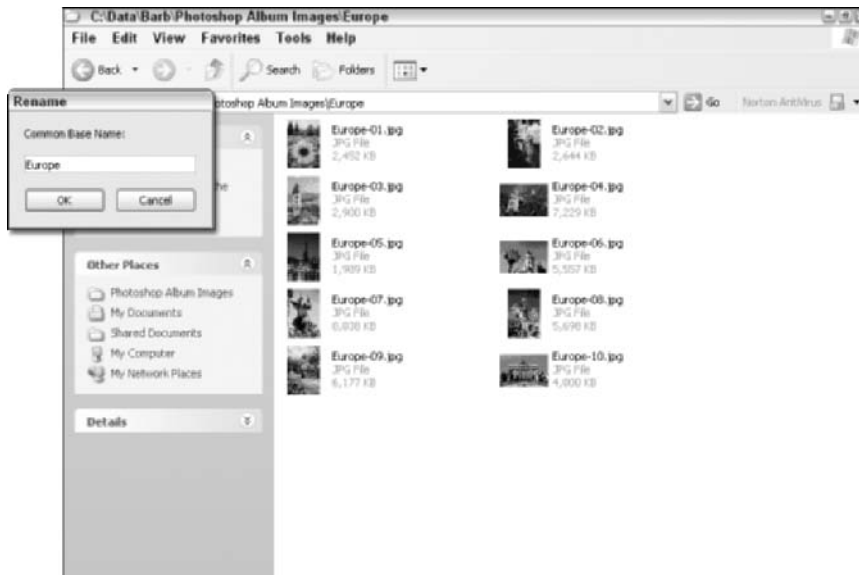 C:\Data\Barb\Photoshop Album Images\Europe
File Edit View Favorites Tools Help
Back Search Folders
Album Images\Europe Go Norton AntiVirus
Rename
Common Base Name:
Europe
OK Cancel
the
Other Places
Photoshop Album Images
My Documents
Shared Documents
My Computer
My Network Places
Details
Europe-01.jpg
JPG File
2,452 KB
Europe-02.jpg
JPG File
2,644 KB
Europe-03.jpg
JPG File
2,900 KB
Europe-04.jpg
JPG File
7,229 KB
Europe-05.jpg
JPG File
1,989 KB
Europe-06.jpg
JPG File
5,557 KB
Europe-07.jpg
JPG File
Europe-08.jpg
JPG File
5,698 KB
Europe-09.jpg
JPG File
6,177 KB
Europe-10.jpg
JPG File
4,000 KB